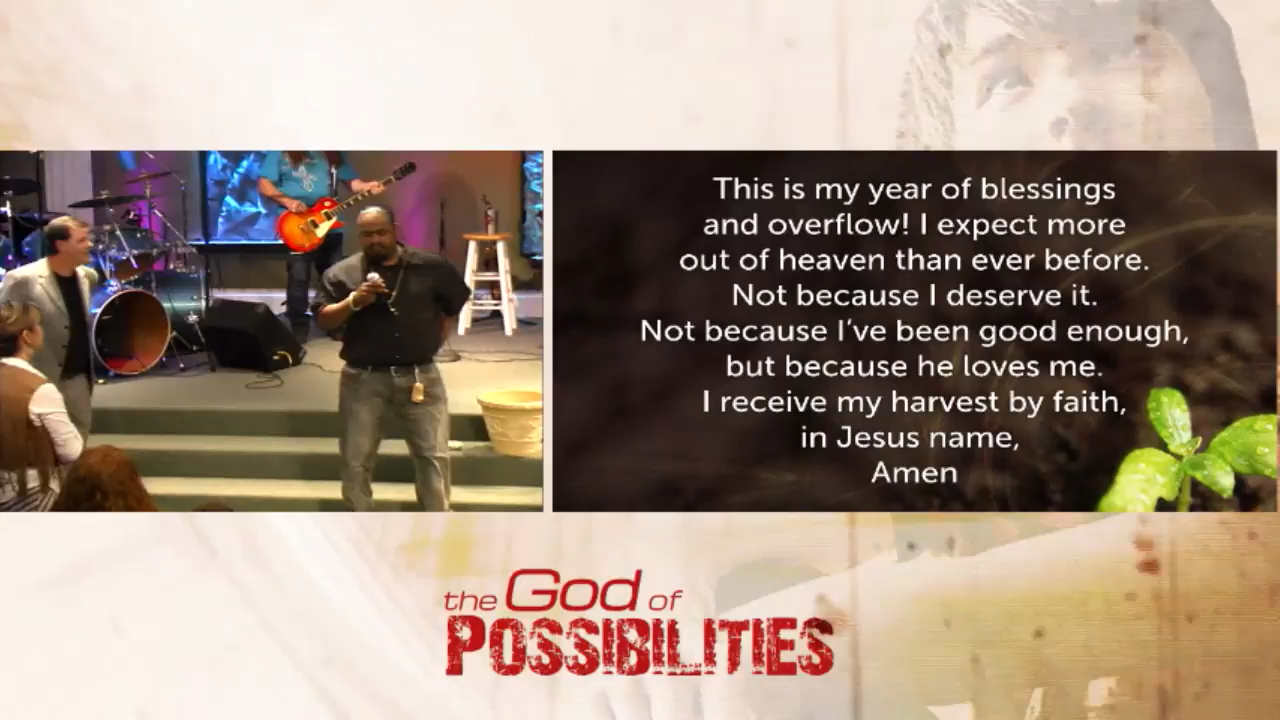 This is my year of blessings
and overflow! I expect more
out of heaven than ever before.
Not because I deserve it.
Not because I've been good enough,
but because he loves me.
I receive my harvest by faith,
in Jesus name,
Amen
the God of
POSSIBILITIES